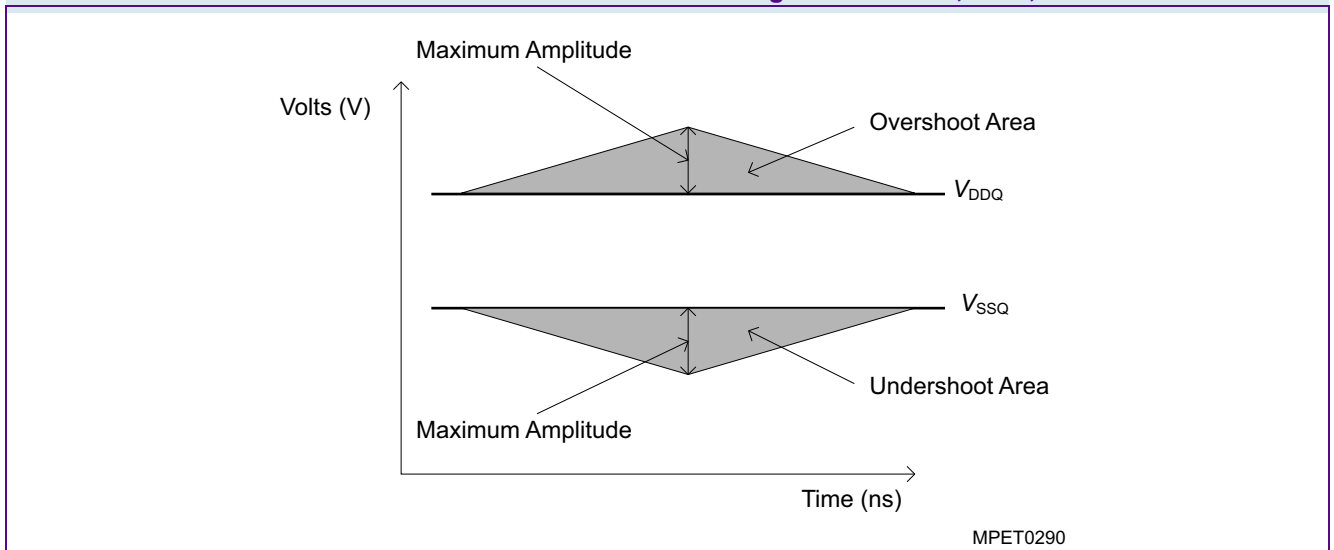 Maximum Amplitude
Volts (V)
Overshoot Area
VDDQ
VSSQ
Undershoot Area
Maximum Amplitude
Time (ns)
MPET0290